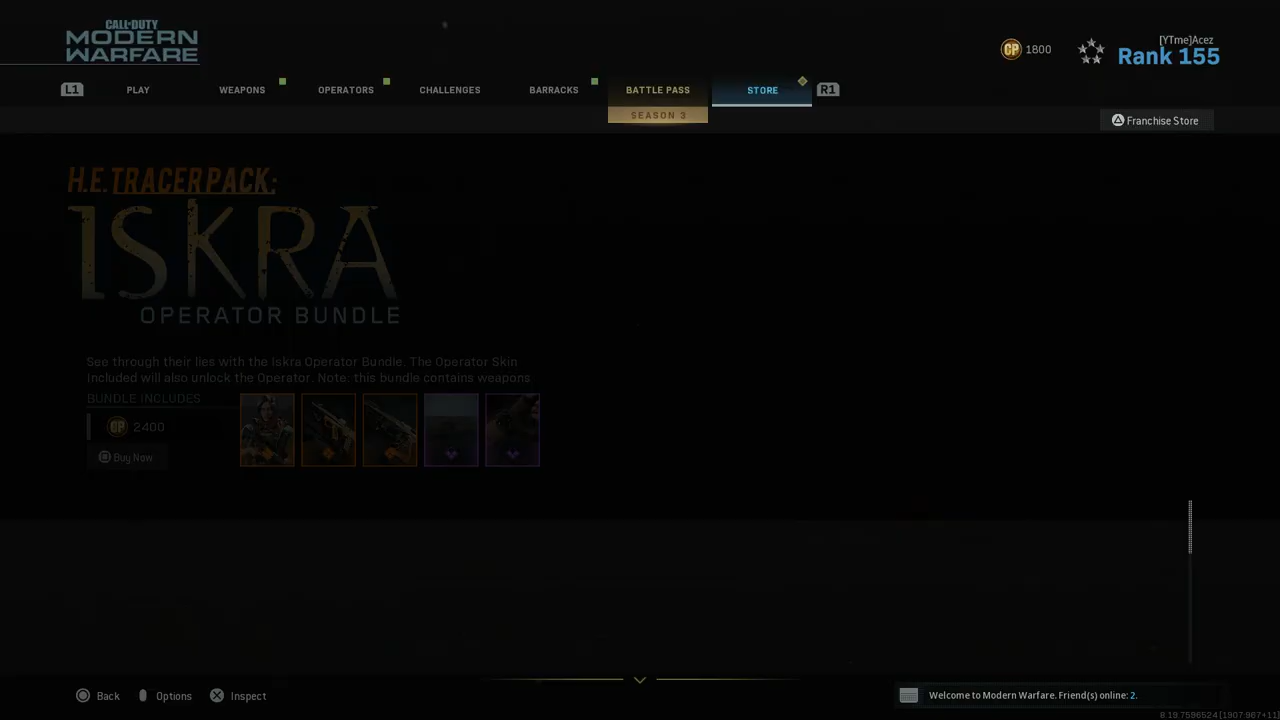 CALL OF DUTY
MODERN
WARFARE
CP 1800
[YTme]Acez
Rank 155
L1 PLAY WEAPONS OPERATORS CHALLENGES BARRACKS BATTLE PASS STORE R1
SEASON 3
Franchise Store
H.E. TRACER PACK:
ISKRA
OPERATOR BUNDLE
See through their lies with the Iskra Operator Bundle. The Operator Skin
Included will also unlock the Operator. Note: this bundle contains weapons
BUNDLE INCLUDES
CP 2400
Buy Now
Back Options Inspect
Welcome to Modern Warfare. Friend(s) online: 2.